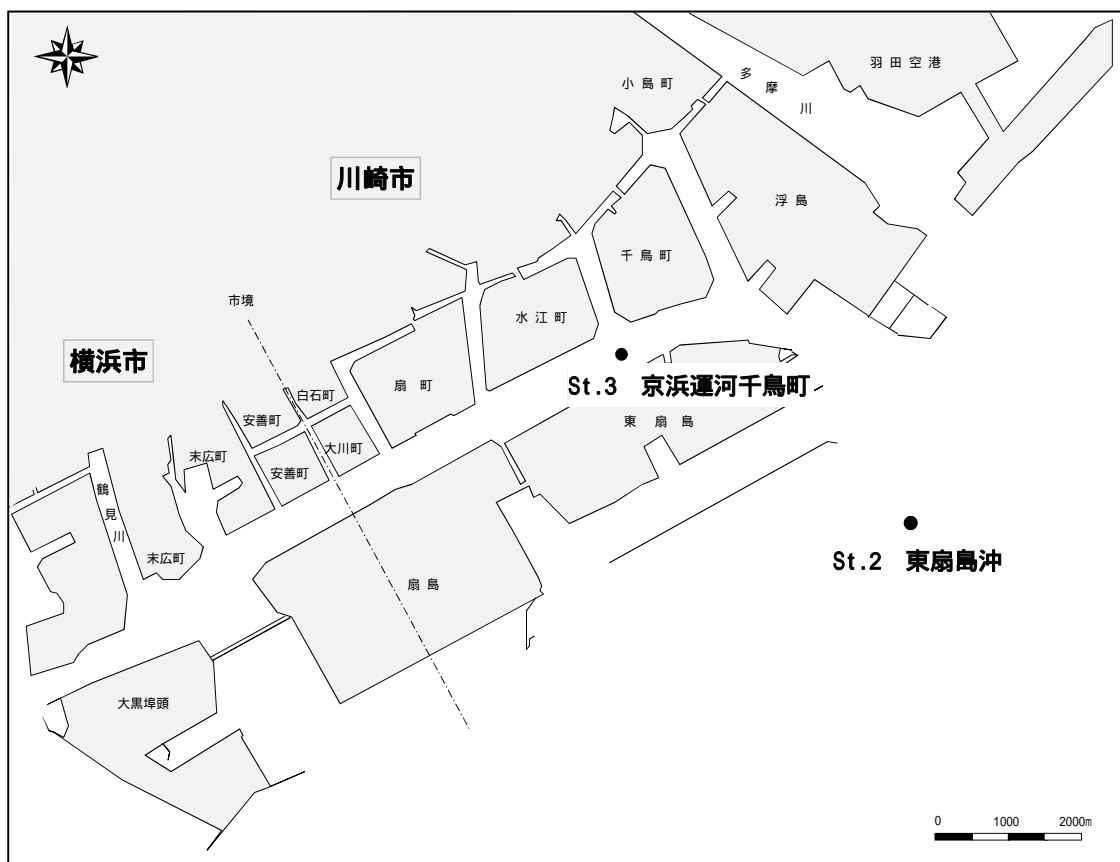 羽田空港
多摩川
小島町
川崎市
浮島
千鳥町
市境
水江町
横浜市
St.3 京浜運河千鳥町
扇町
白石町
安善町
東扇島
大川町
末広町
安善町
鶴見川
St.2 東扇島沖
末広町
扇島
大黒埠頭
0 1000 2000m